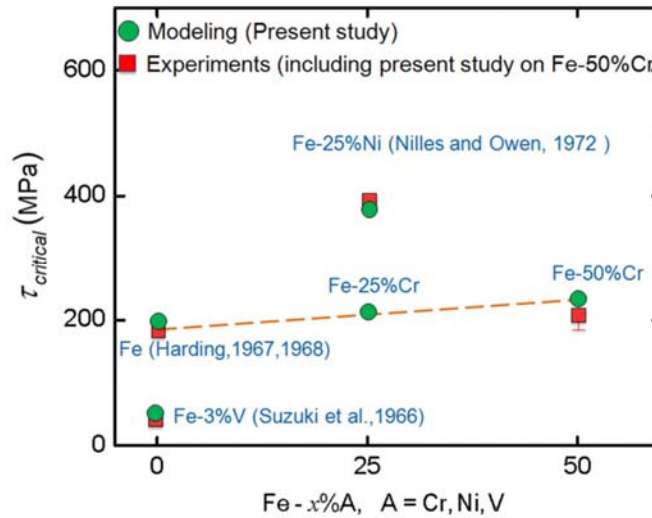 Modeling (Present study)
Experiments (including present study on Fe-50%Cr
600
Fe-25%Ni (Nilles and Owen, 1972 )
400
τcritical (MPa)
Fe-25%Cr
Fe-50%Cr
200
Fe (Harding,1967,1968)
Fe-3%V (Suzuki et al.,1966)
0
0
25
50
Fe - x%A, A = Cr,Ni,V